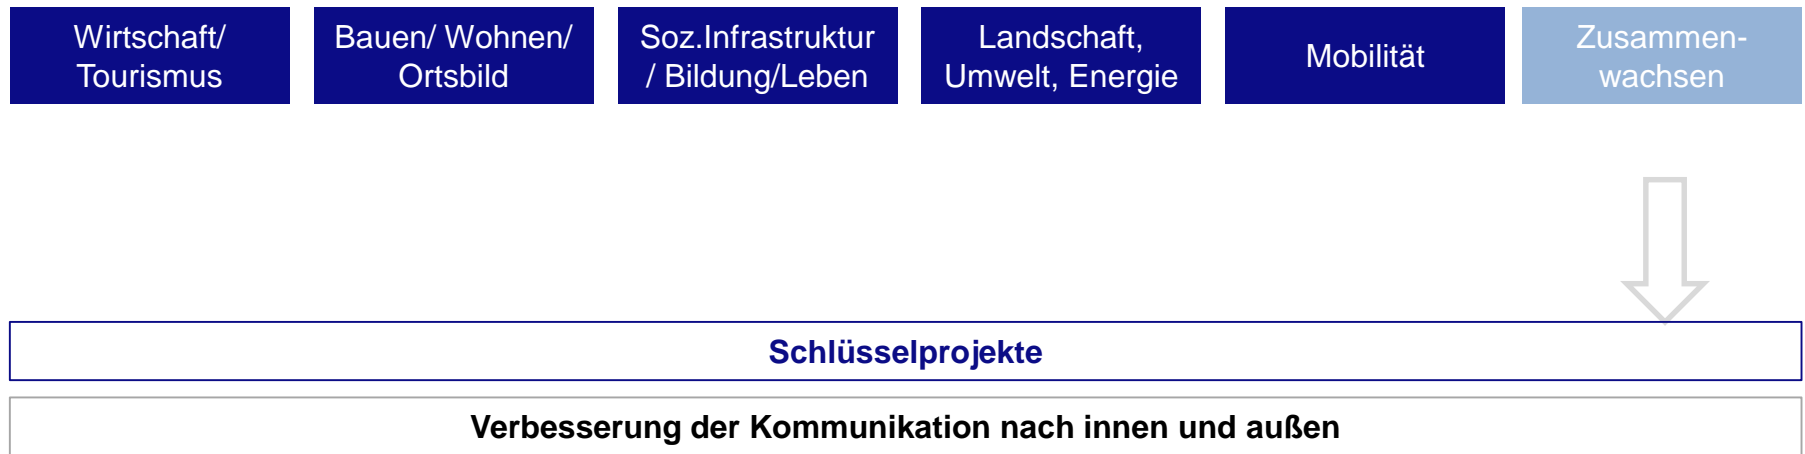 Wirtschaft/
Tourismus
Bauen/ Wohnen/
Ortsbild
Soz.Infrastruktur
/ Bildung/Leben
Landschaft,
Umwelt, Energie
Mobilität
Zusammen-
wachsen
Schlüsselprojekte
Verbesserung der Kommunikation nach innen und außen